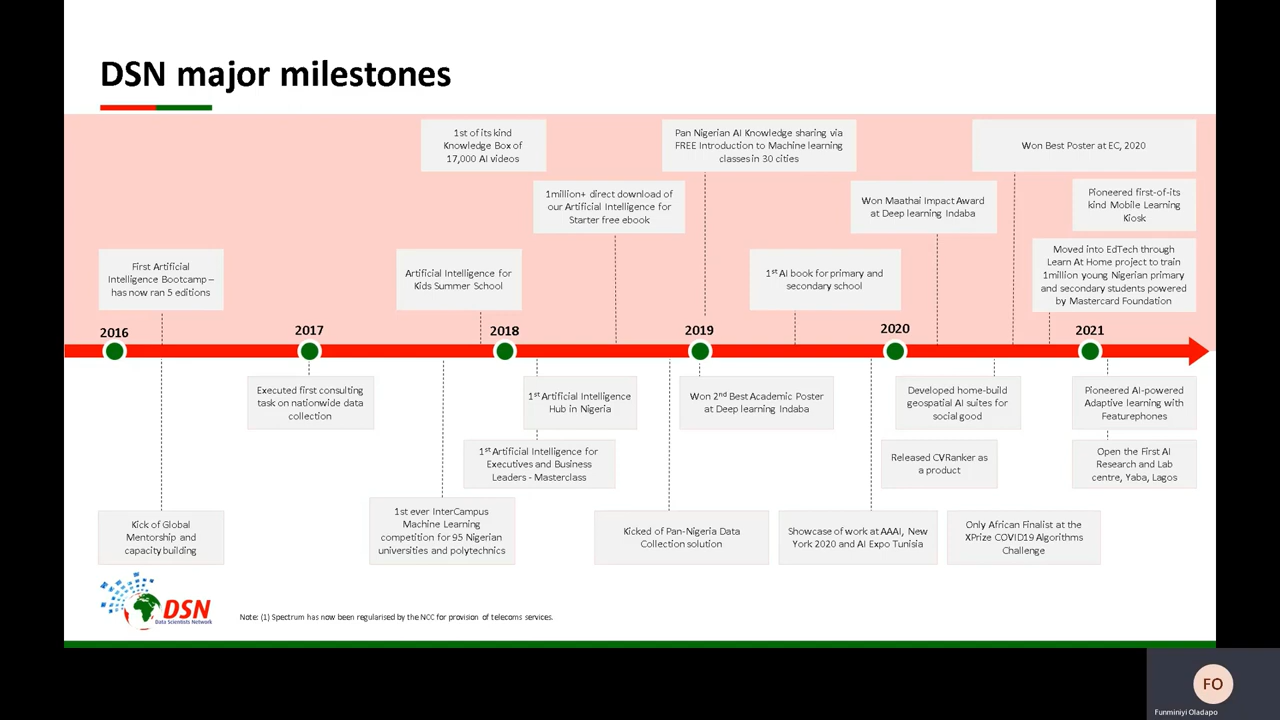 DSN major milestones
1st of its kind
Knowledge Box of
17,000 AI videos
Pan Nigerian AI Knowledge sharing via
FREE Introduction to Machine learning
classes in 30 cities
Won Best Poster at EC, 2020
1million+ direct download of
our Artificial Intelligence for
Starter free ebook
Won Maathai Impact Award
at Deep learning Indaba
Pioneered first-of-its
kind Mobile Learning
Kiosk
First Artificial
Intelligence Bootcamp –
has now ran 5 editions
Artificial Intelligence for
Kids Summer School
1st AI book for primary and
secondary school
Moved into EdTech through
Learn At Home project to train
1million young Nigerian primary
and secondary students powered
by Mastercard Foundation
2016
2017
2018
2019
2020
2021
Executed first consulting
task on nationwide data
collection
1st Artificial Intelligence
Hub in Nigeria
Won 2nd Best Academic Poster
at Deep learning Indaba
Developed home-build
geospatial AI suites for
social good
Pioneered AI-powered
Adaptive learning with
Featurephones
1st Artificial Intelligence for
Executives and Business
Leaders - Masterclass
Released CVRanker as
a product
Open the First AI
Research and Lab
centre, Yaba, Lagos
Kick of Global
Mentorship and
capacity building
1st ever InterCampus
Machine Learning
competition for 95 Nigerian
universities and polytechnics
Kicked of Pan-Nigeria Data
Collection solution
Showcase of work at AAAI, New
York 2020 and AI Expo Tunisia
Only African Finalist at the
XPrize COVID19 Algorithms
Challenge
DSN
Data Scientists Network
Note: (1) Spectrum has now been regularised by the NCC for provision of telecoms services.
FO
Funminiyi Oladapo